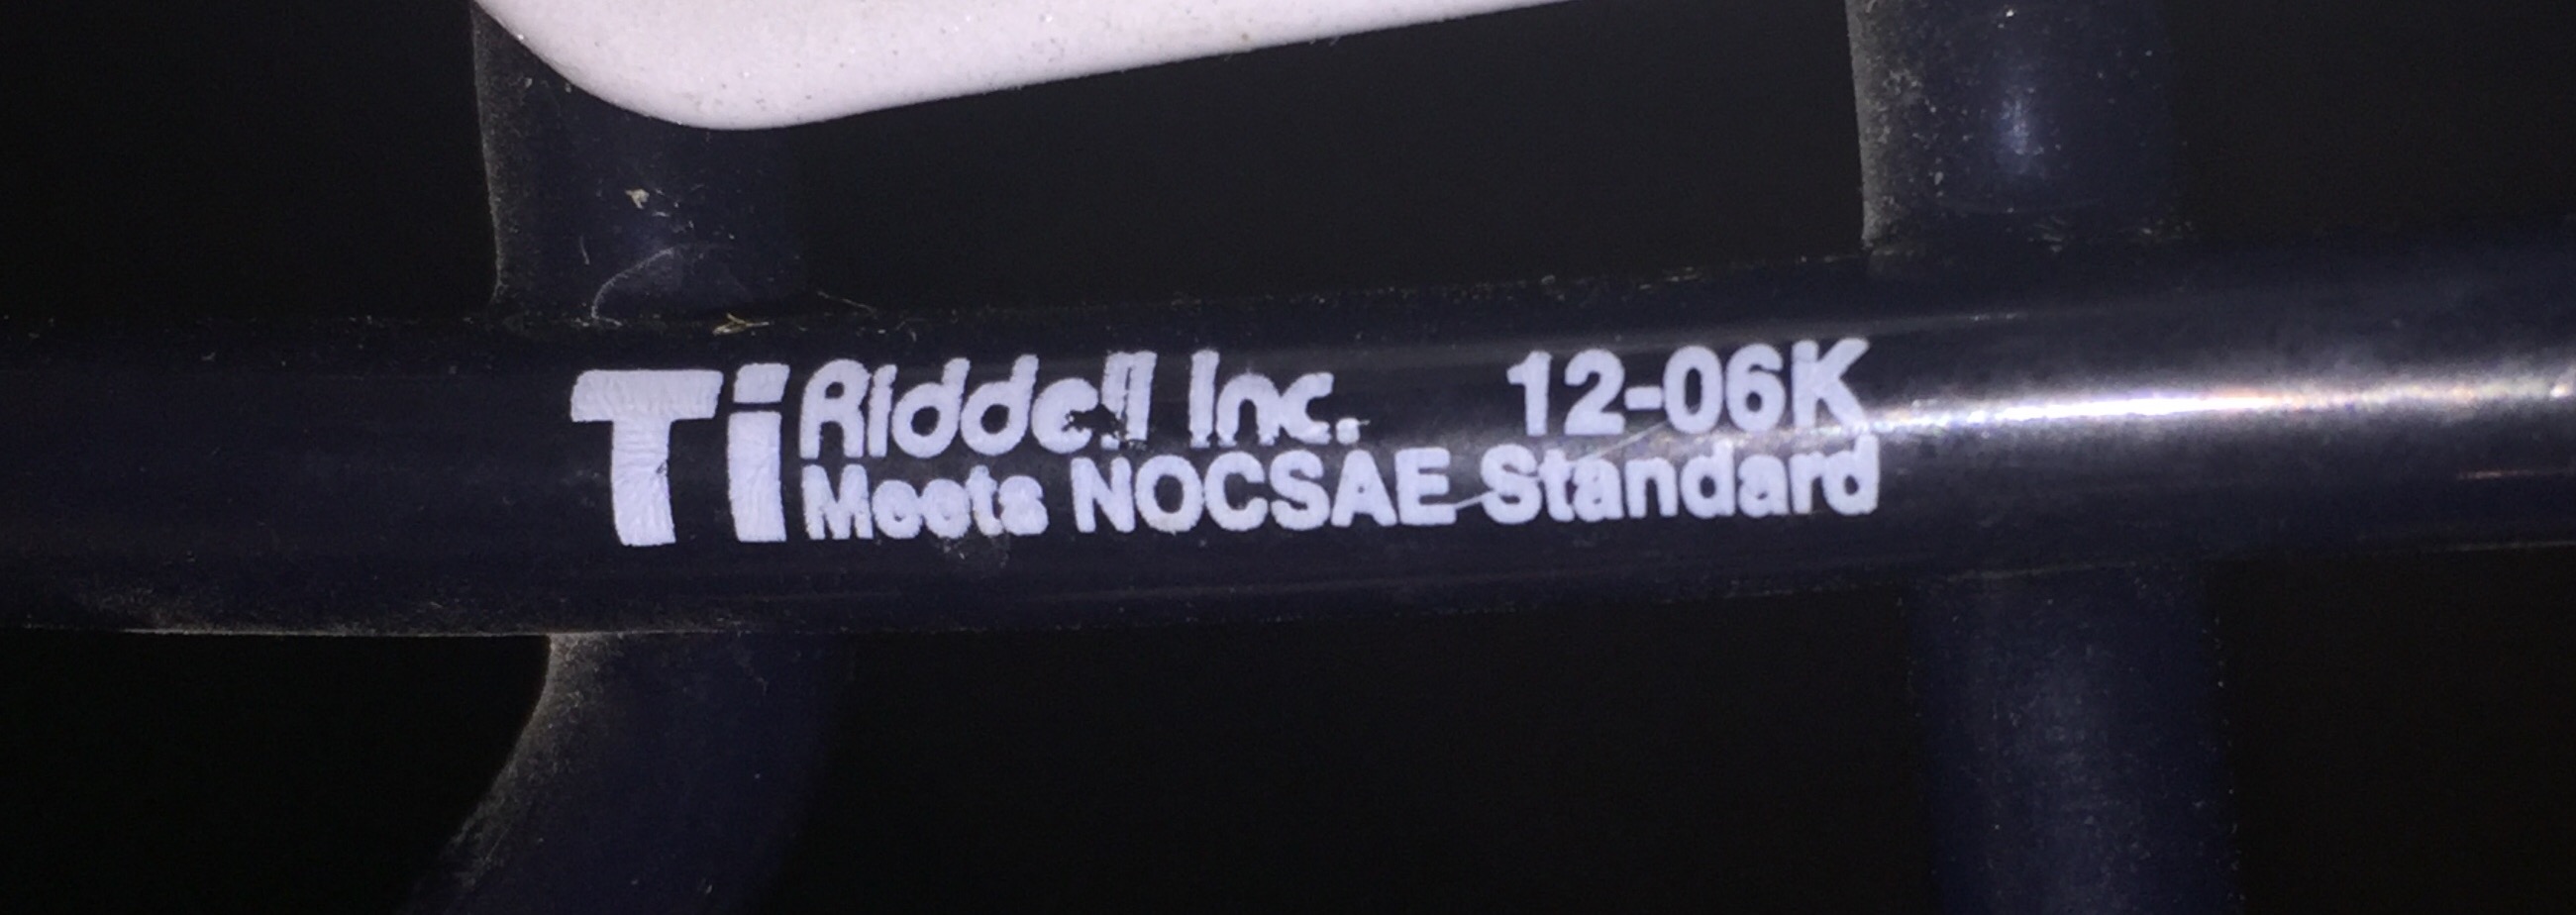 Ti Riddell Inc. 12-06K
Meets NOCSAE Standard